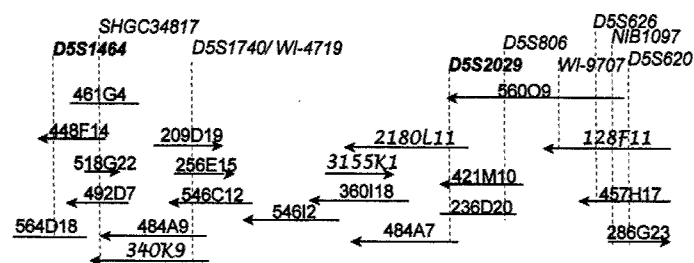 SHGC34817
D5S626
D5S1464
D5S1740/ WI-4719
D5S806
NIB1097
D5S2029
WI-9707
D5S620
461G4
560O9
448F14
209D19
2180L11
128F11
518G22
256E15
3155K1
421M10
492D7
546C12
360I18
457H17
564D18
484A9
546I2
236D20
484A7
286G23
340K9